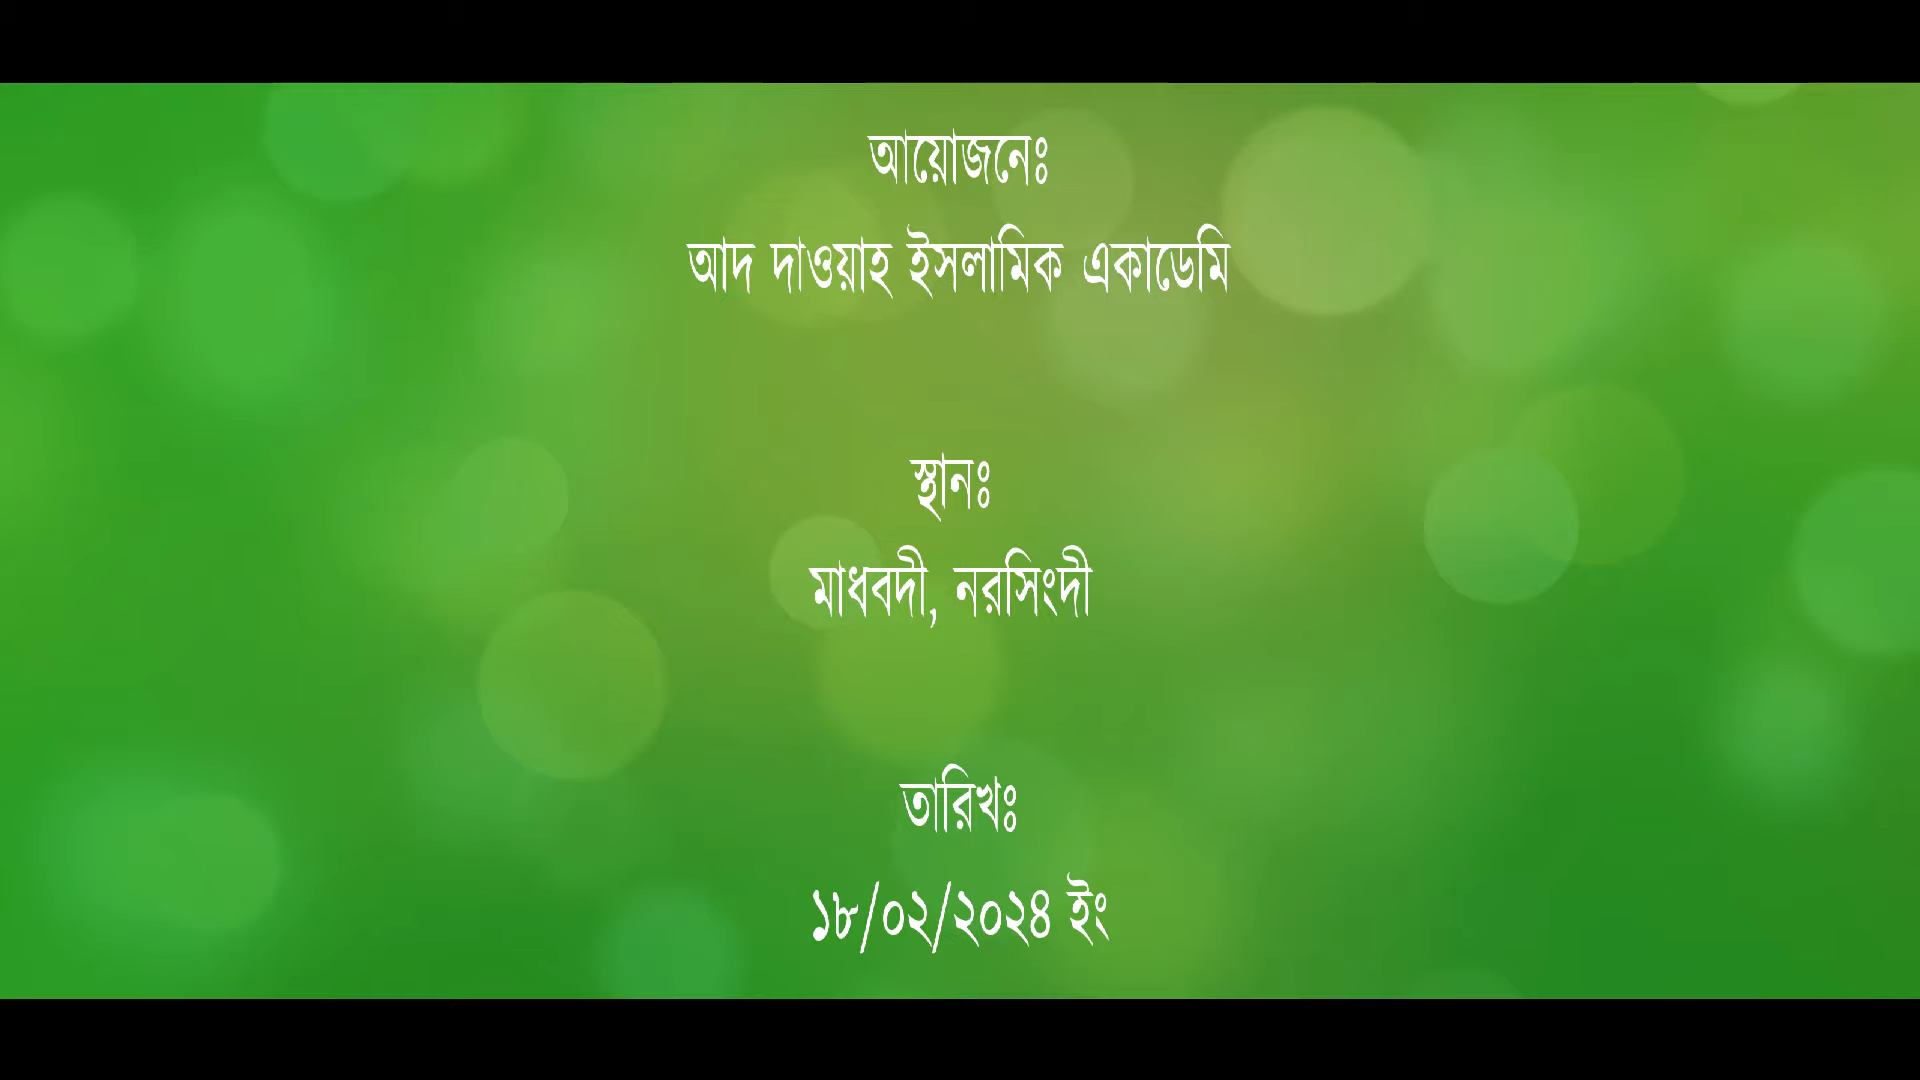 আয়োজনেঃ
আদ দাওয়াহ ইসলামিক একাডেমি
স্থানঃ
মাধবদী, নরসিংদী
তারিখঃ
১৮/০২/২০২৪ ইং